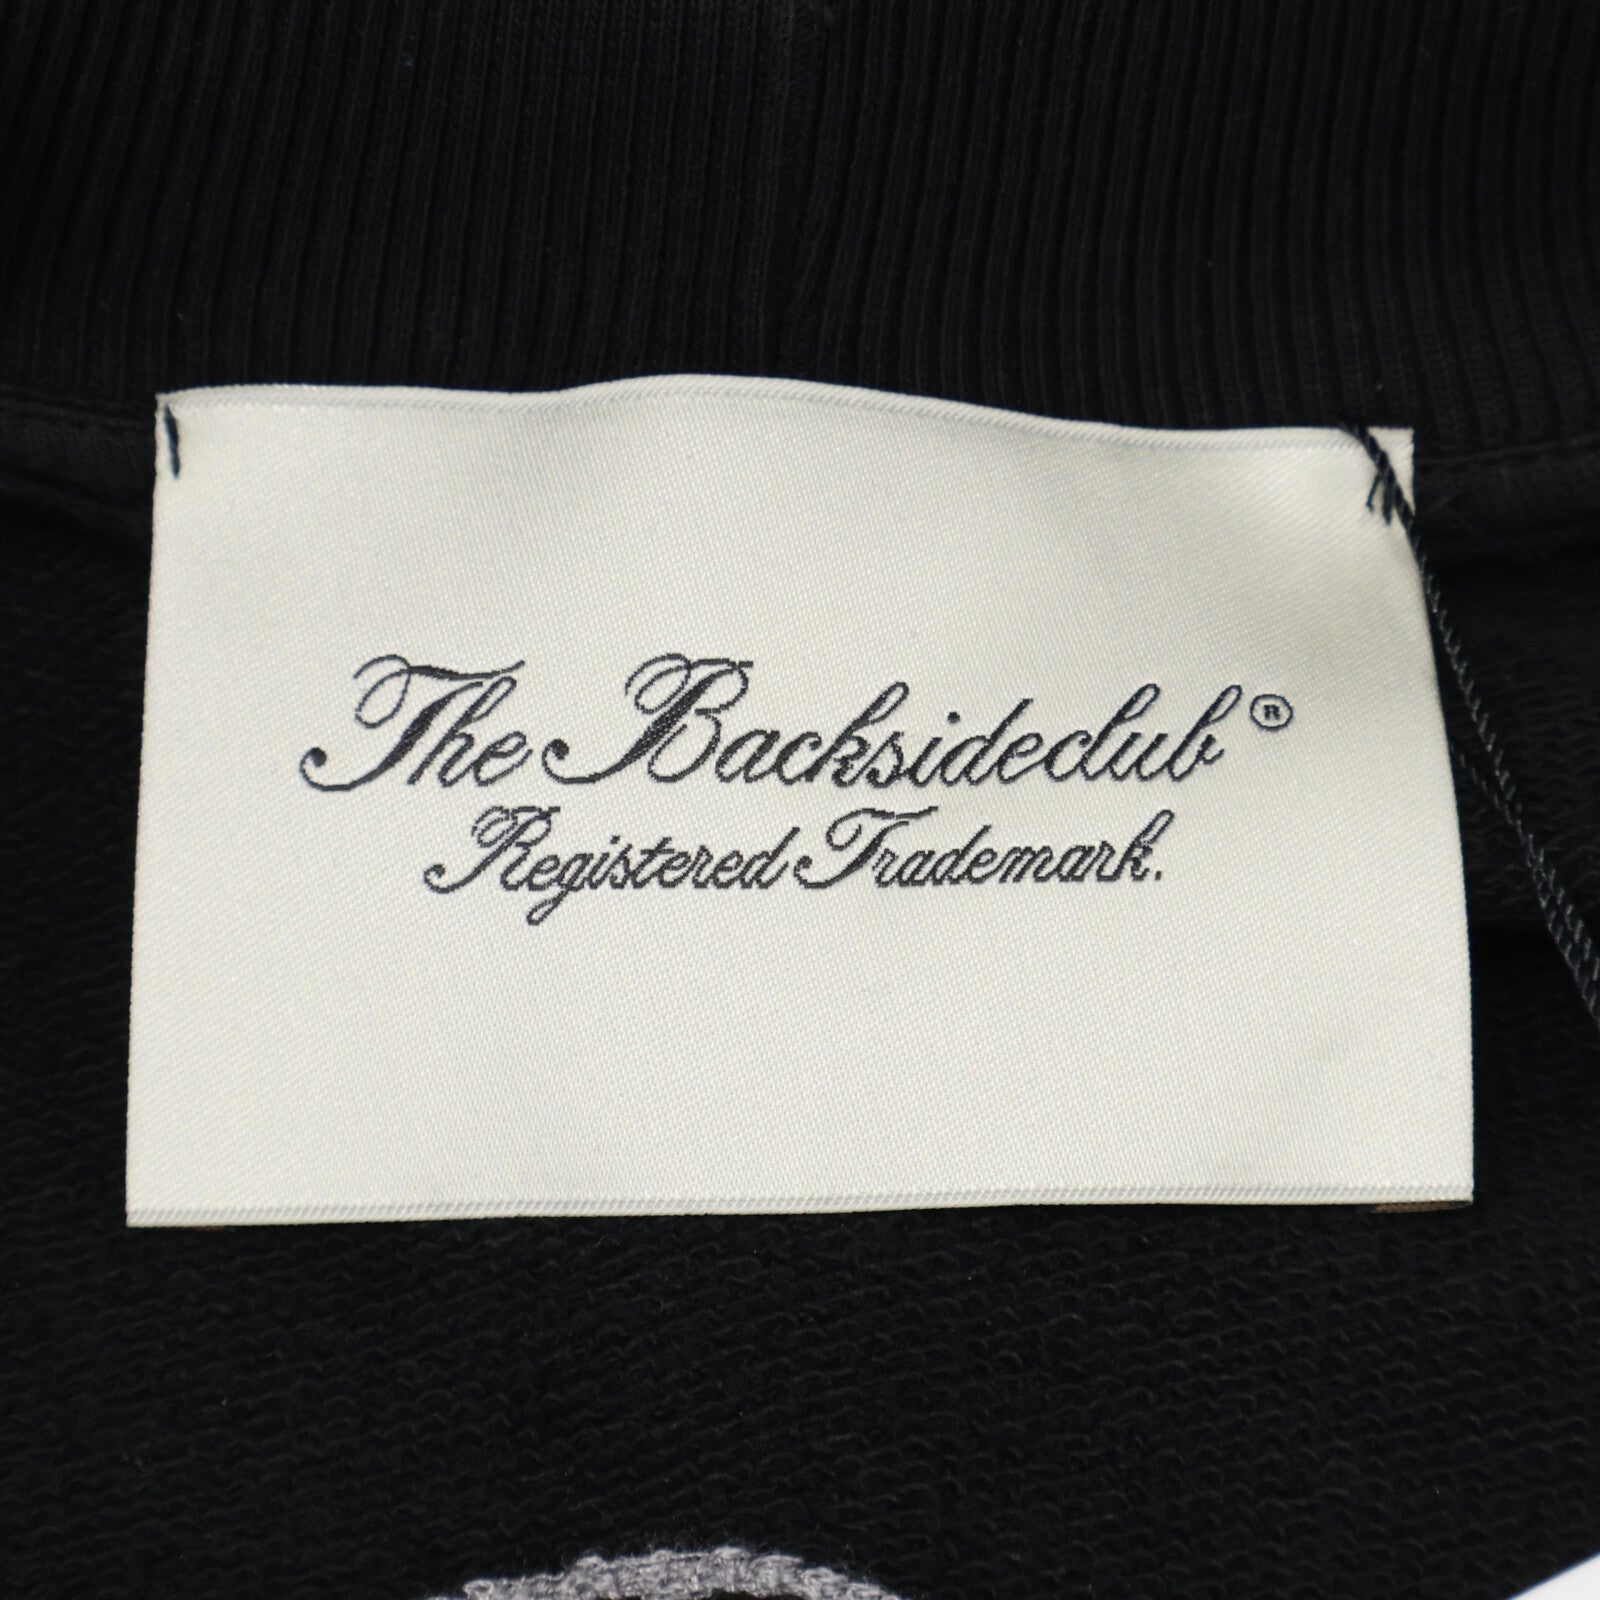 The Backsideclub®
Registered Trademark.